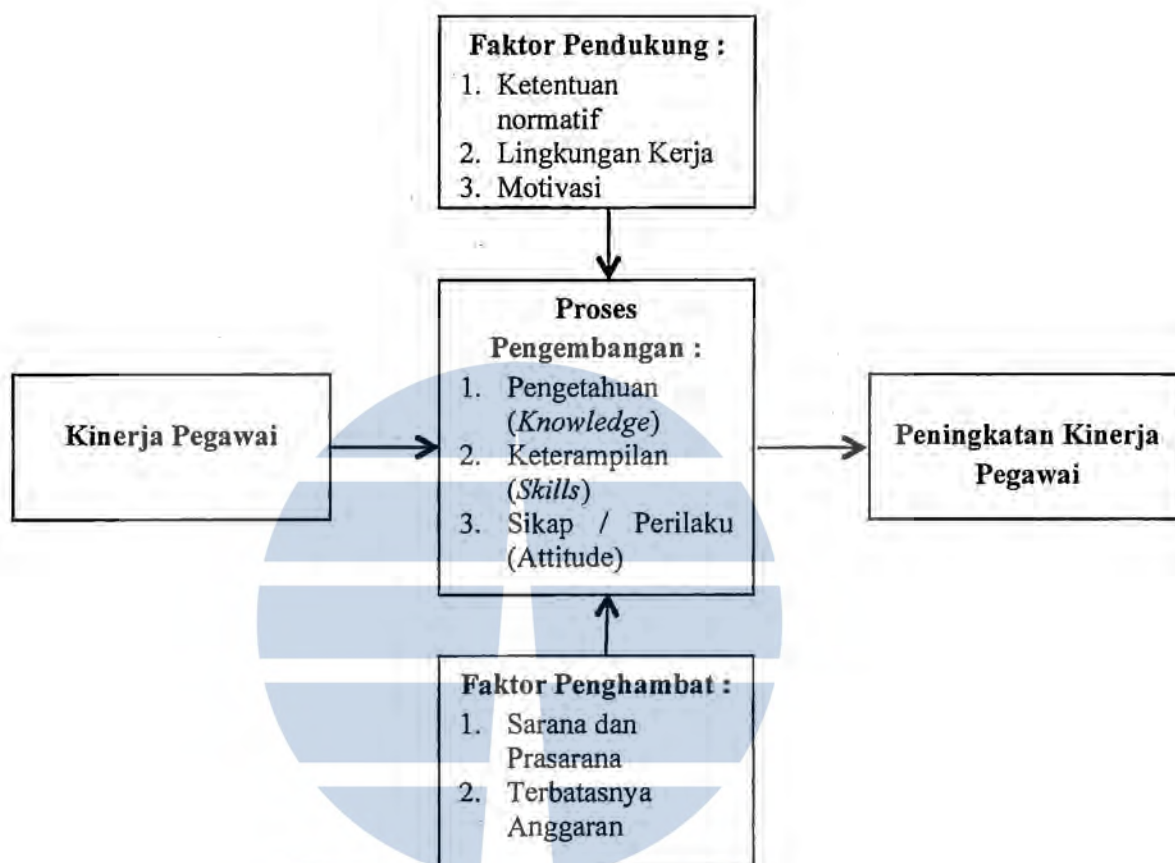 Faktor Pendukung :
1. Ketentuan
normatif
2. Lingkungan Kerja
3. Motivasi
Kinerja Pegawai
Proses
Pengembangan :
1. Pengetahuan
(Knowledge)
2. Keterampilan
(Skills)
3. Sikap / Perilaku
(Attitude)
Peningkatan Kinerja
Pegawai
Faktor Penghambat :
1. Sarana dan
Prasarana
2. Terbatasnya
Anggaran